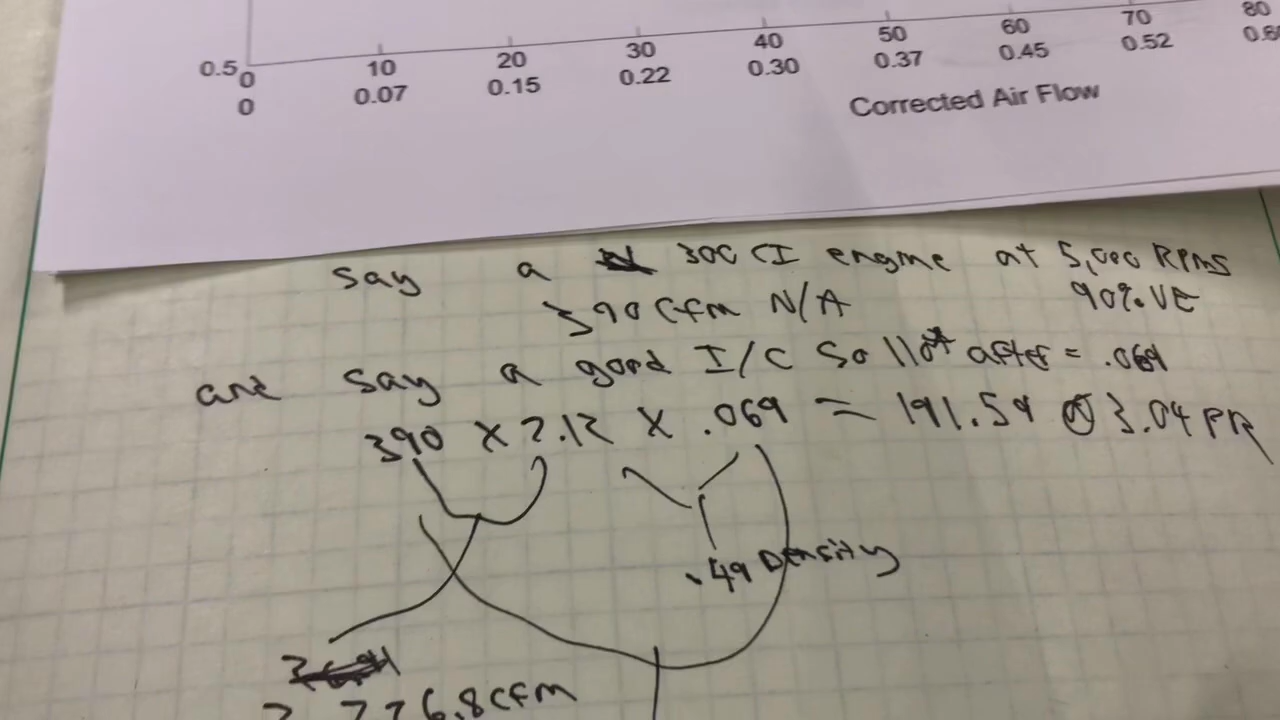 0.5
0 10 20 30 40 50 60 70 80
0 0.07 0.15 0.22 0.30 0.37 0.45 0.52
Corrected Air Flow
say a 300 CI engine at 5,000 RPMS
390 Cfm N/A 90% VE
and say a good I/C so 110° after = .069
390 x 7.12 x .069 = 191.59 @ 3.04 PR
.49 Density
2,776.8 cfm